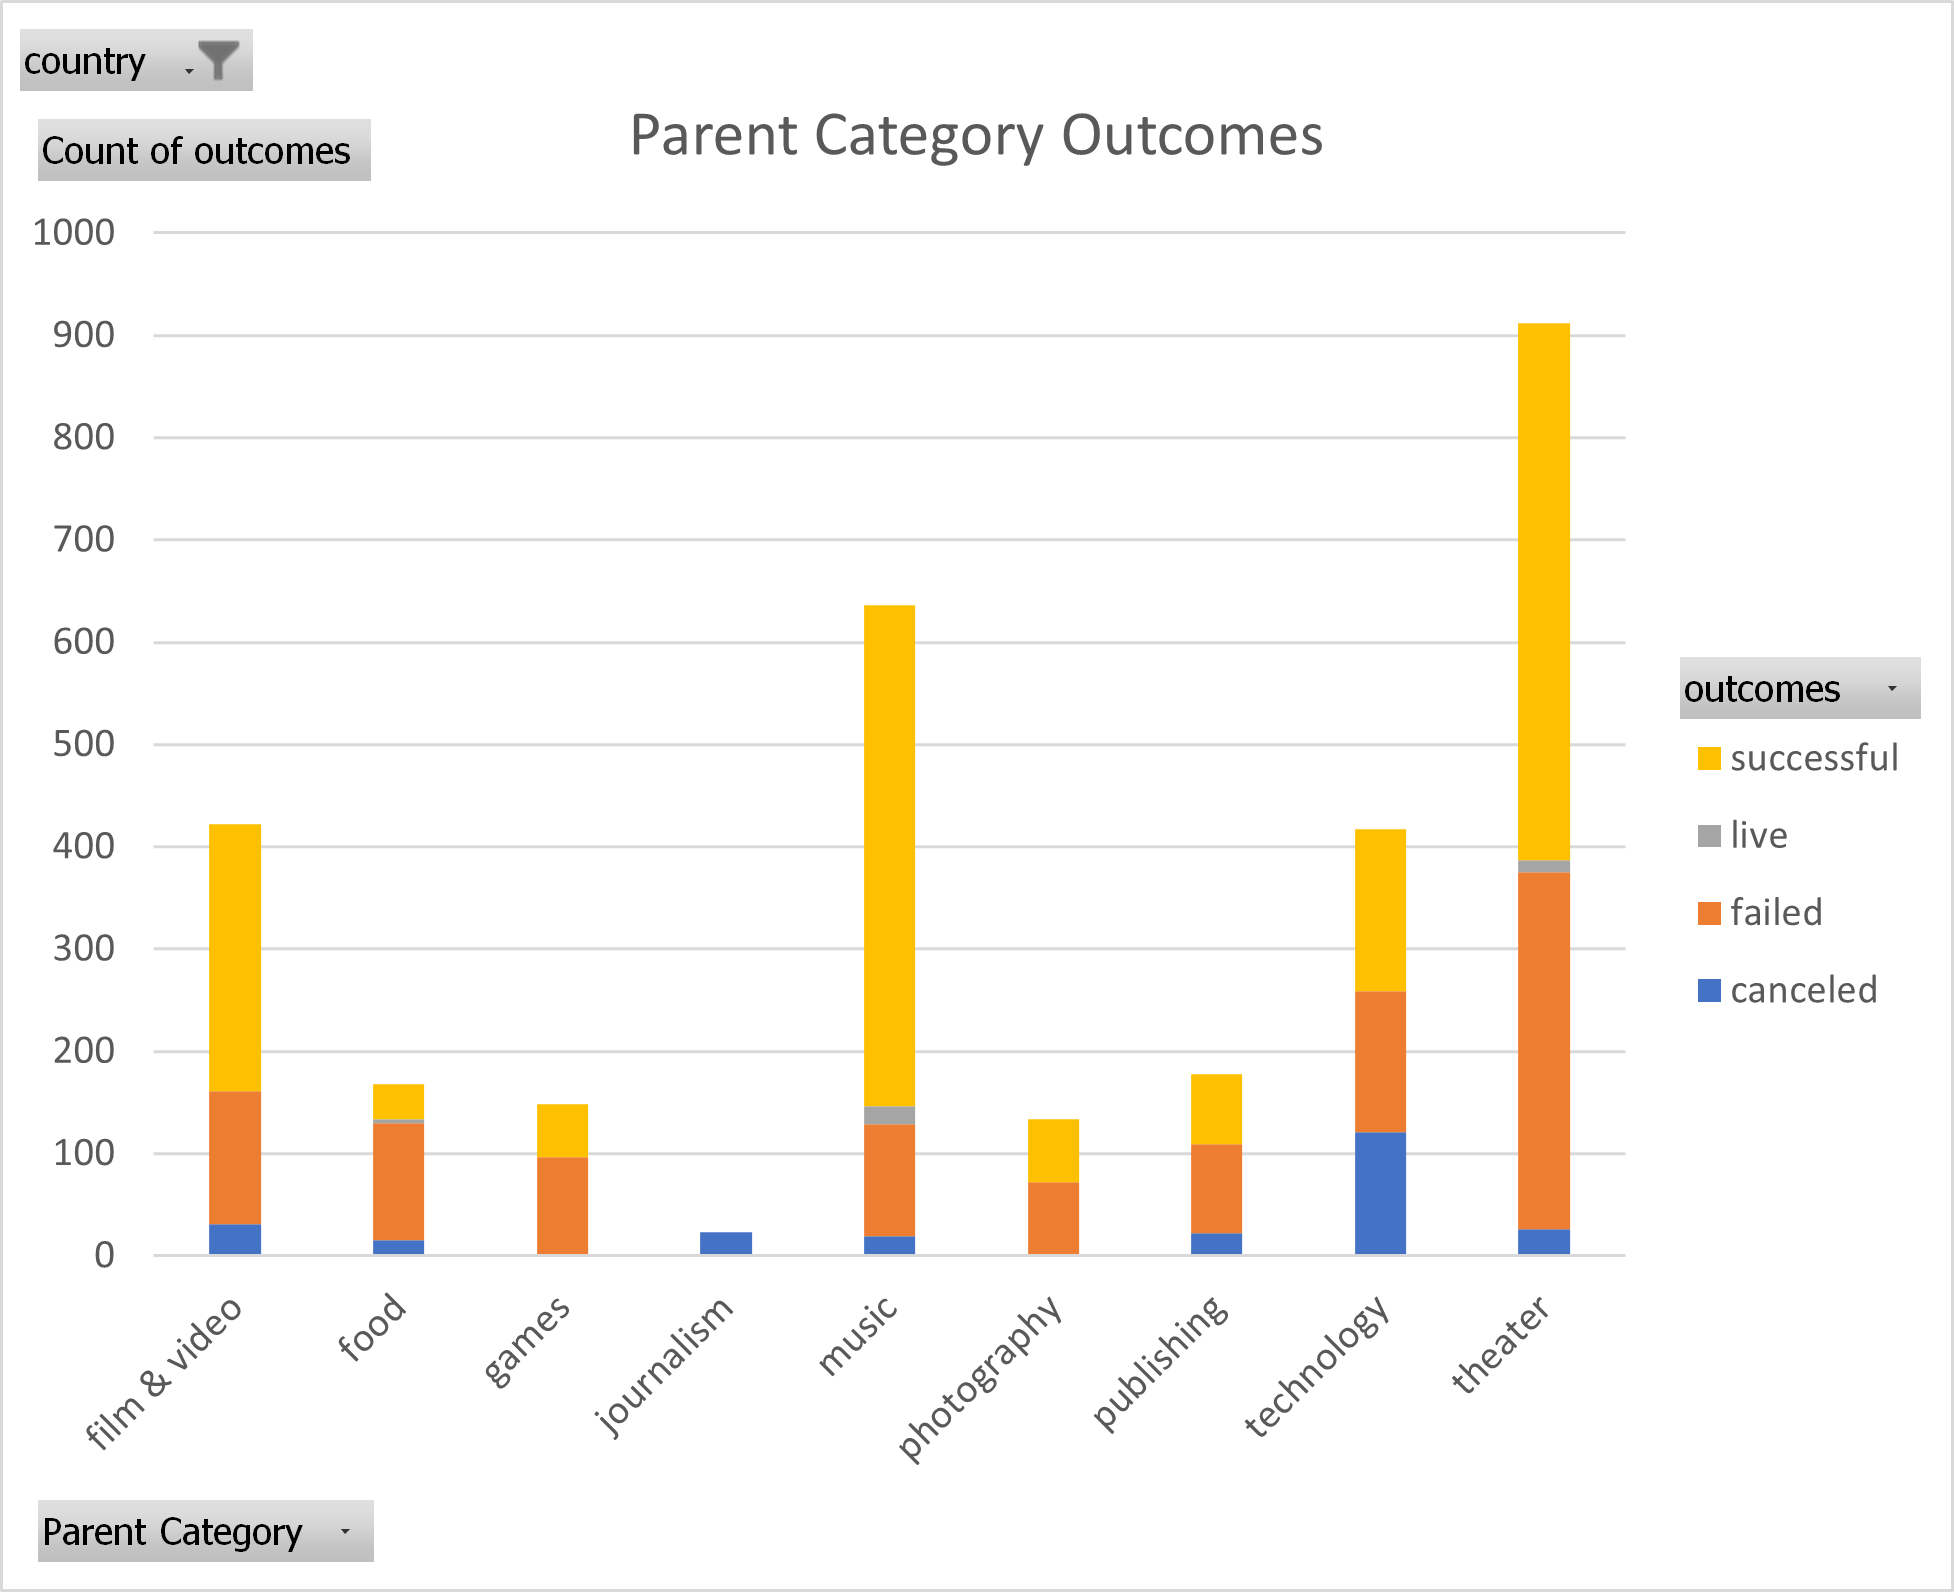 country
Count of outcomes
Parent Category Outcomes
1000
900
800
700
600
500
400
300
200
100
0
film & video
food
games
journalism
music
photography
publishing
technology
theater
outcomes
successful
live
failed
canceled
Parent Category